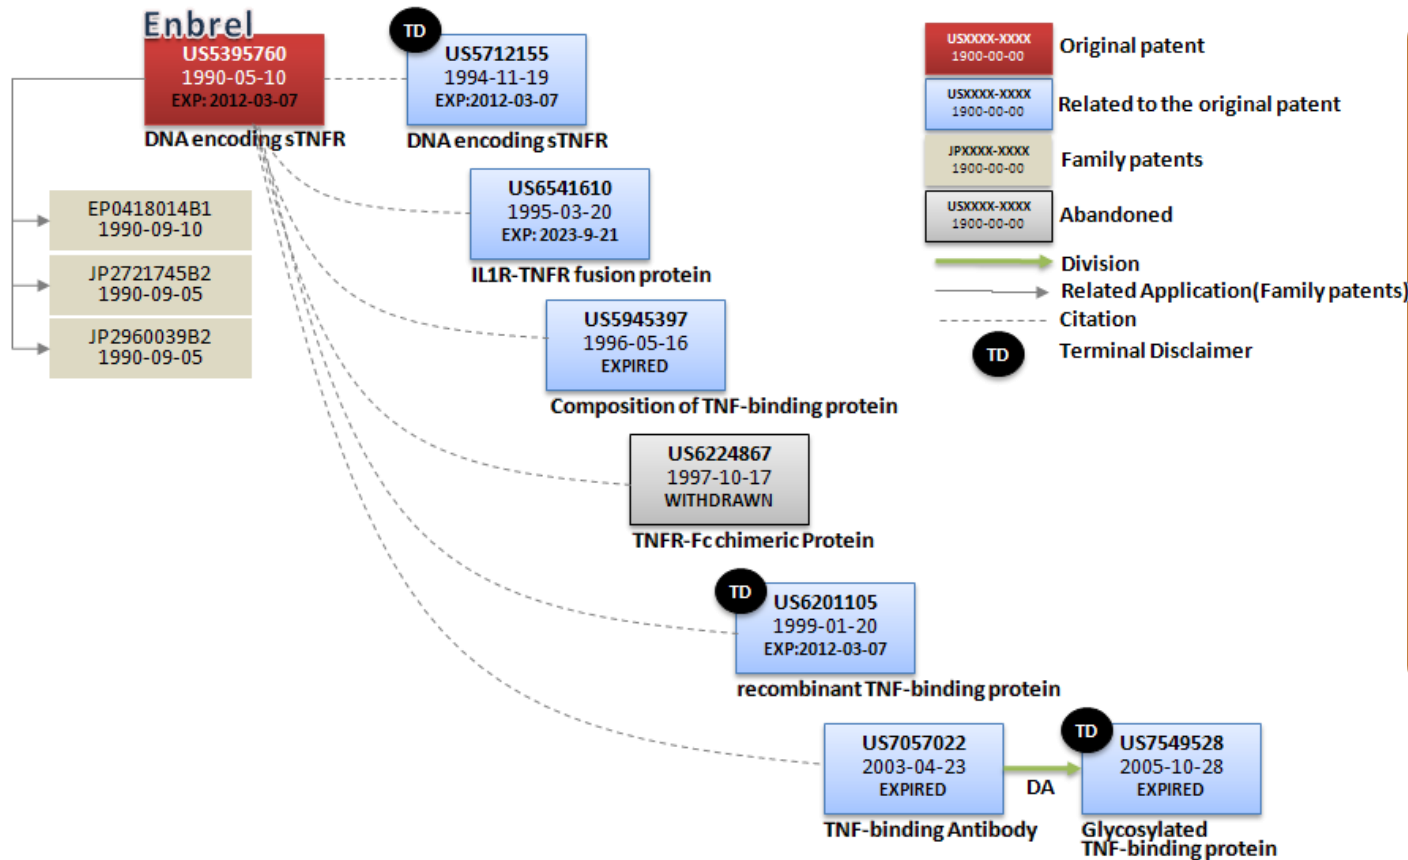 Enbrel
US5395760
1990-05-10
EXP: 2012-03-07
DNA encoding sTNFR
TD
US5712155
1994-11-19
EXP: 2012-03-07
DNA encoding sTNFR
EP0418014B1
1990-09-10
JP2721745B2
1990-09-05
JP2960039B2
1990-09-05
US6541610
1995-03-20
EXP: 2023-9-21
IL1R-TNFR fusion protein
US5945397
1996-05-16
EXPIRED
Composition of TNF-binding protein
US6224867
1997-10-17
WITHDRAWN
TNFR-Fc chimeric Protein
TD
US6201105
1999-01-20
EXP:2012-03-07
recombinant TNF-binding protein
US7057022
2003-04-23
EXPIRED
TNF-binding Antibody
DA
TD
US7549528
2005-10-28
EXPIRED
Glycosylated
TNF-binding protein
USXXXX-XXXX
1900-00-00
Original patent
USXXXX-XXXX
1900-00-00
Related to the original patent
JPXXXX-XXXX
1900-00-00
Family patents
USXXXX-XXXX
1900-00-00
Abandoned
Division
Related Application(Family patents)
Citation
TD
Terminal Disclaimer